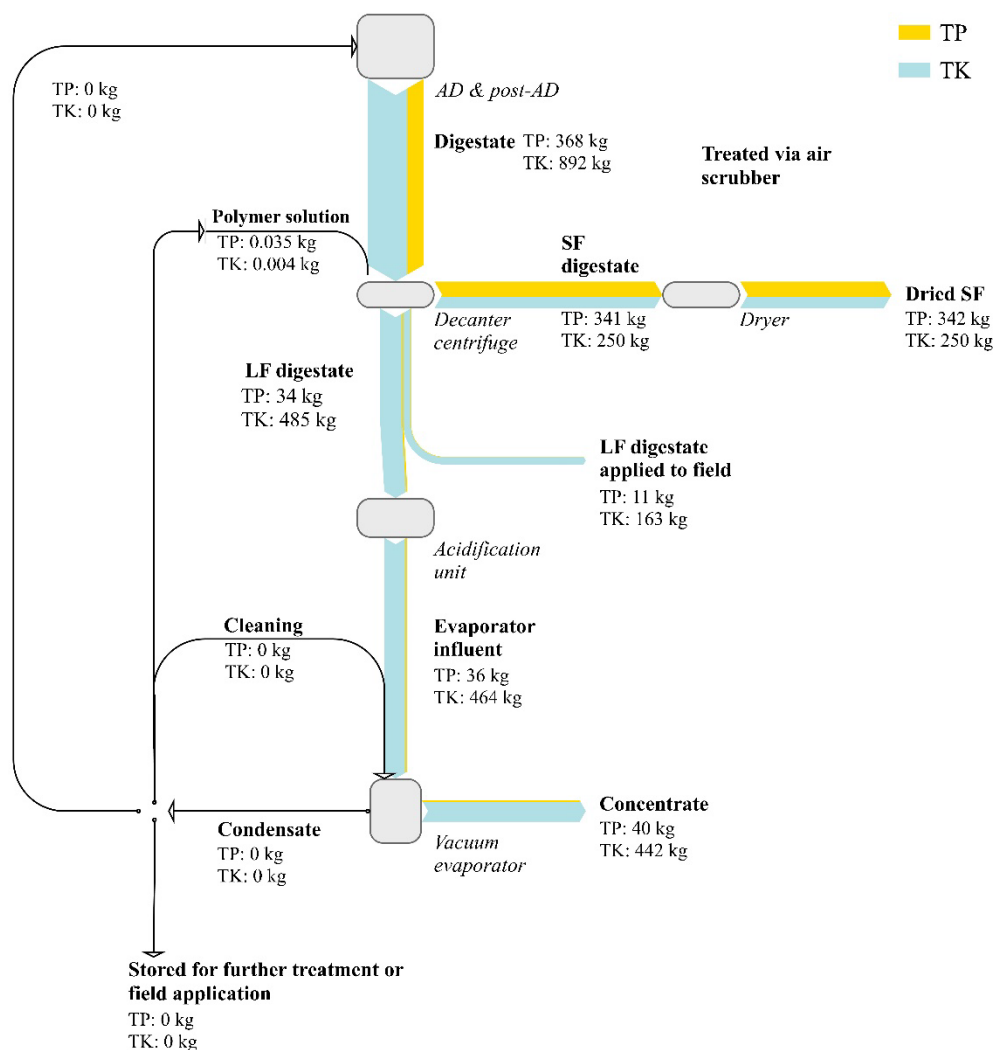 TP
TK
TP: 0 kg
TK: 0 kg
AD & post-AD
Digestate TP: 368 kg
TK: 892 kg
Treated via air
scrubber
Polymer solution
TP: 0.035 kg
TK: 0.004 kg
SF
digestate
TP: 341 kg
TK: 250 kg
Decanter
centrifuge
Dryer
Dried SF
TP: 342 kg
TK: 250 kg
LF digestate
TP: 34 kg
TK: 485 kg
LF digestate
applied to field
TP: 11 kg
TK: 163 kg
Acidification
unit
Cleaning
TP: 0 kg
TK: 0 kg
Evaporator
influent
TP: 36 kg
TK: 464 kg
Condensate
TP: 0 kg
TK: 0 kg
Vacuum
evaporator
Concentrate
TP: 40 kg
TK: 442 kg
Stored for further treatment or
field application
TP: 0 kg
TK: 0 kg